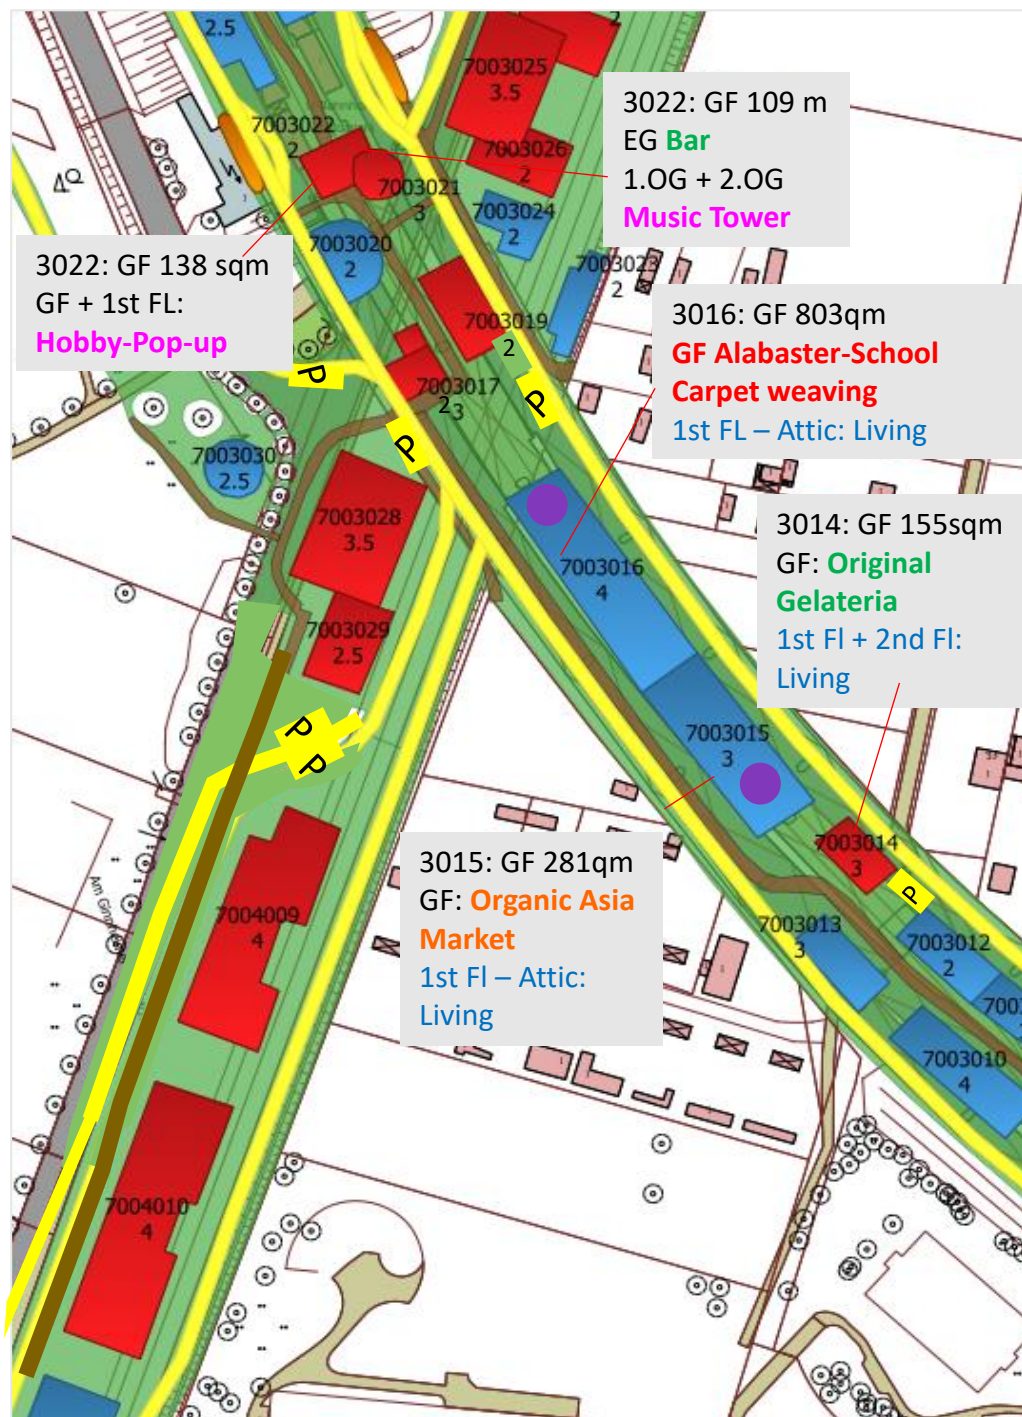 2.5
7003025
3.5
7003022
2
7003026
2
7003021
3
3022: GF 109 m
EG Bar
1.OG + 2.OG
Music Tower
7003024
2
7003020
2
7003023
2
3022: GF 138 sqm
GF + 1st FL:
Hobby-Pop-up
7003019
2
3016: GF 803qm
GF Alabaster-School
Carpet weaving
1st FL – Attic: Living
P
7003017
2
3
P
P
7003030
2.5
7003028
3.5
3014: GF 155sqm
GF: Original
Gelateria
1st Fl + 2nd Fl:
Living
7003016
4
7003029
2.5
P
P
7003015
3
7003014
3
P
3015: GF 281qm
GF: Organic Asia
Market
1st Fl – Attic:
Living
7004009
4
7003013
3
7003012
2
7003010
4
7004010
4